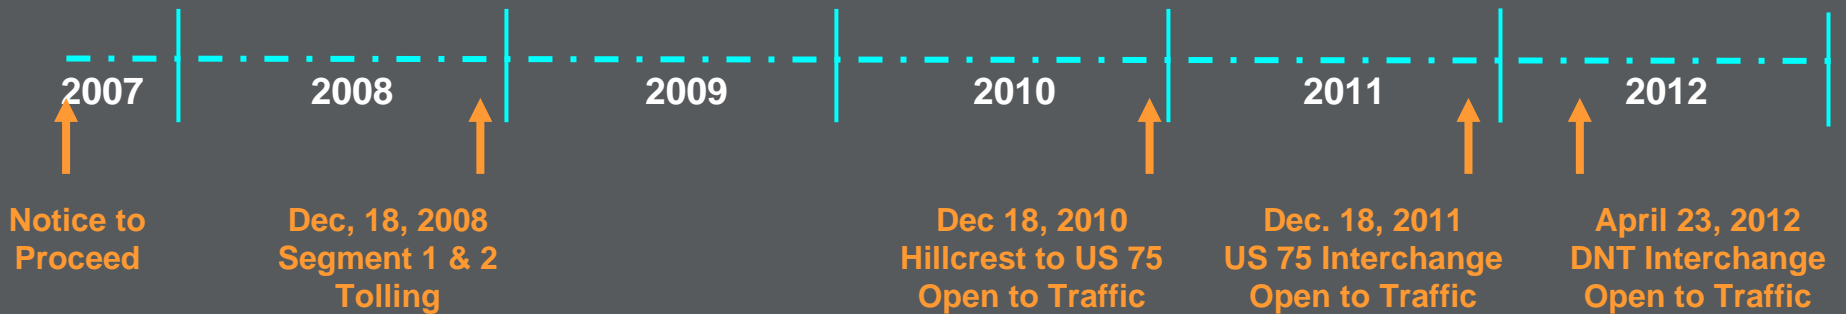 2007 2008 2009 2010 2011 2012
Notice to
Proceed
Dec, 18, 2008
Segment 1 & 2
Tolling
Dec 18, 2010
Hillcrest to US 75
Open to Traffic
Dec. 18, 2011
US 75 Interchange
Open to Traffic
April 23, 2012
DNT Interchange
Open to Traffic